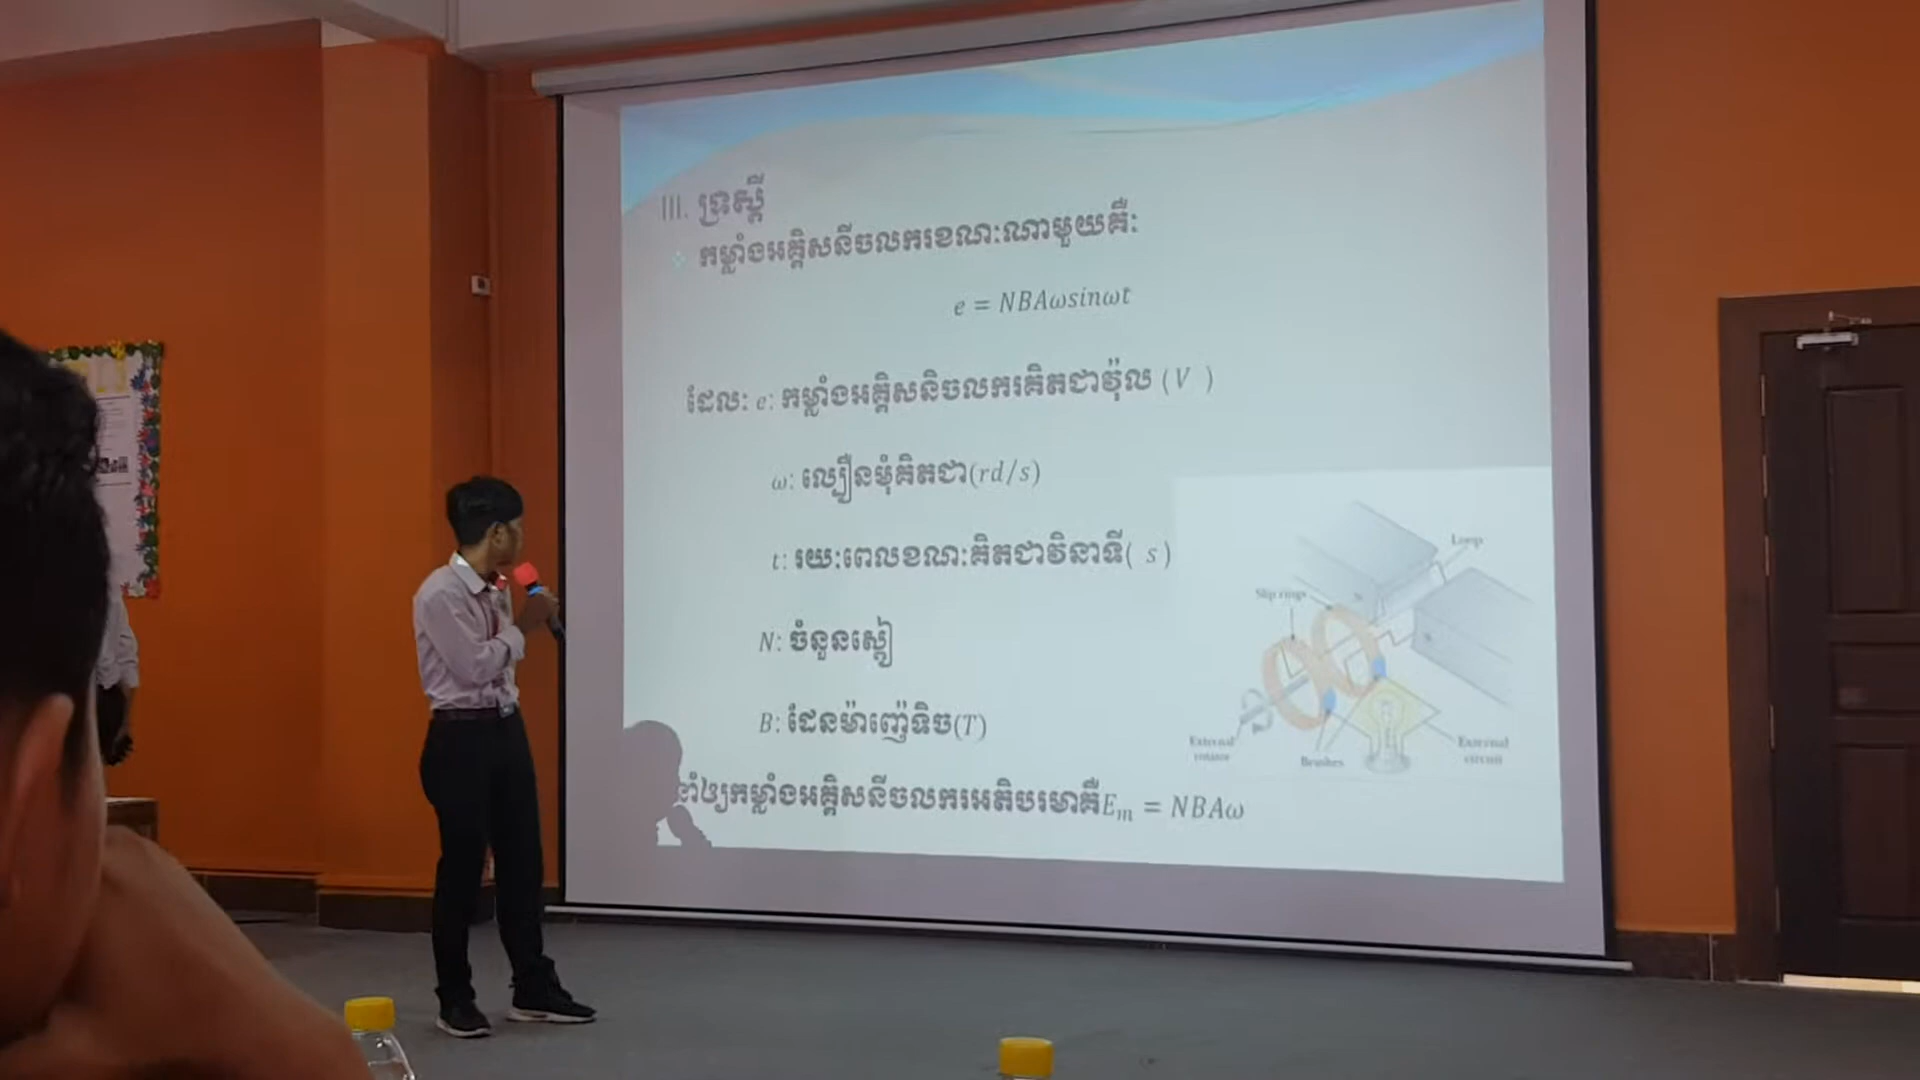 III. ទ្រឹស្តី
កម្លាំងអគ្គិសនីចលករខណៈណាមួយគឺៈ
e = NBAωsinωt
ដែលៈ e: កម្លាំងអគ្គិសនិចលករគិតជាវ៉ុល (V )
ω: ល្បឿនមុំគិតជា(rd/s)
t: រយៈពេលខណៈគិតជាវិនាទី( s )
N: ចំនួនស្ពៀ
B: ដែនម៉ាញ៉េទិច(T)
នាំឲ្យកម្លាំងអគ្គិសនីចលករអតិបរមាគឺEm = NBAω
Loop
Slip rings
External rotator
Brushes
External circuit